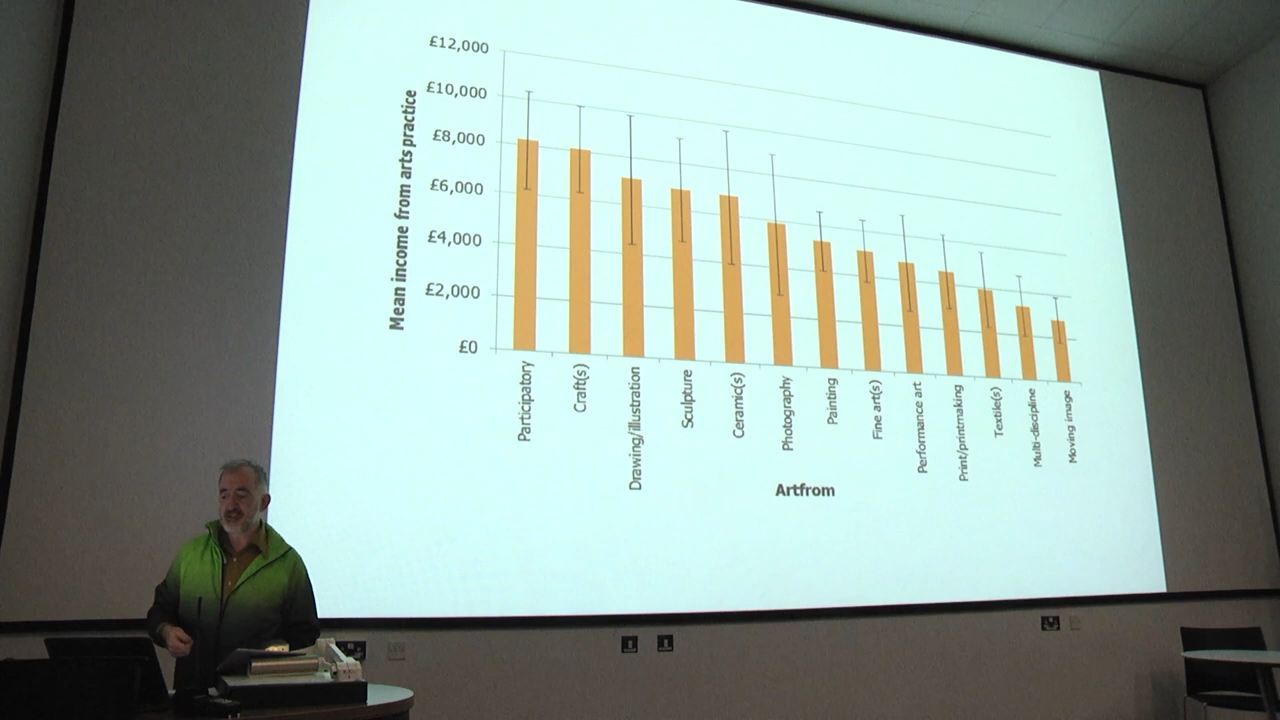 £12,000
£10,000
£8,000
£6,000
£4,000
£2,000
£0
Mean income from arts practice
Participatory
Craft(s)
Drawing/illustration
Sculpture
Ceramic(s)
Photography
Painting
Fine art(s)
Performance art
Print/printmaking
Textile(s)
Multi-discipline
Moving image
Artfrom